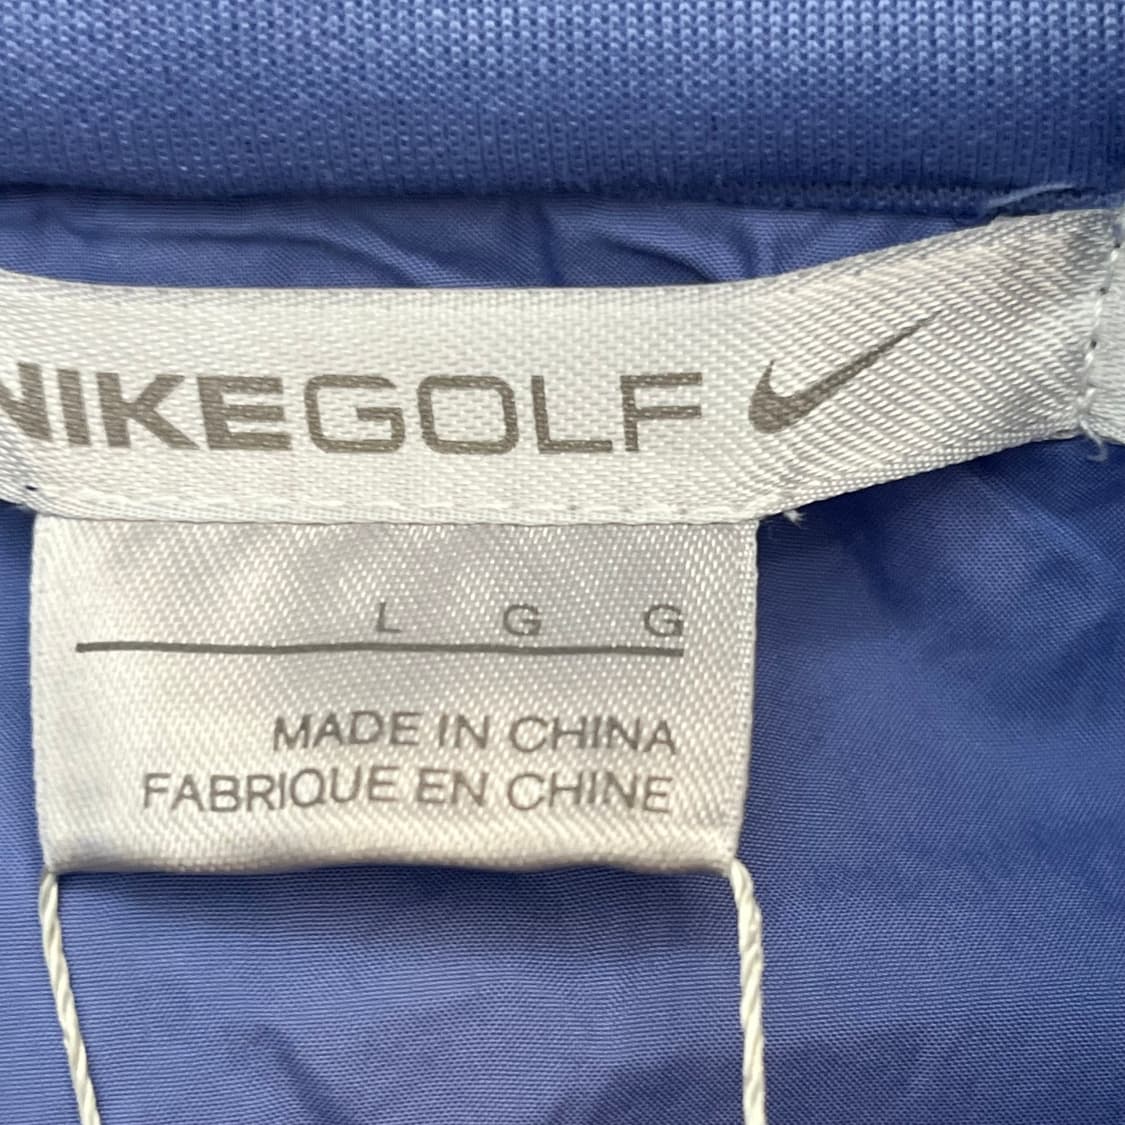 NIKEGOLF
L G G
MADE IN CHINA
FABRIQUE EN CHINE